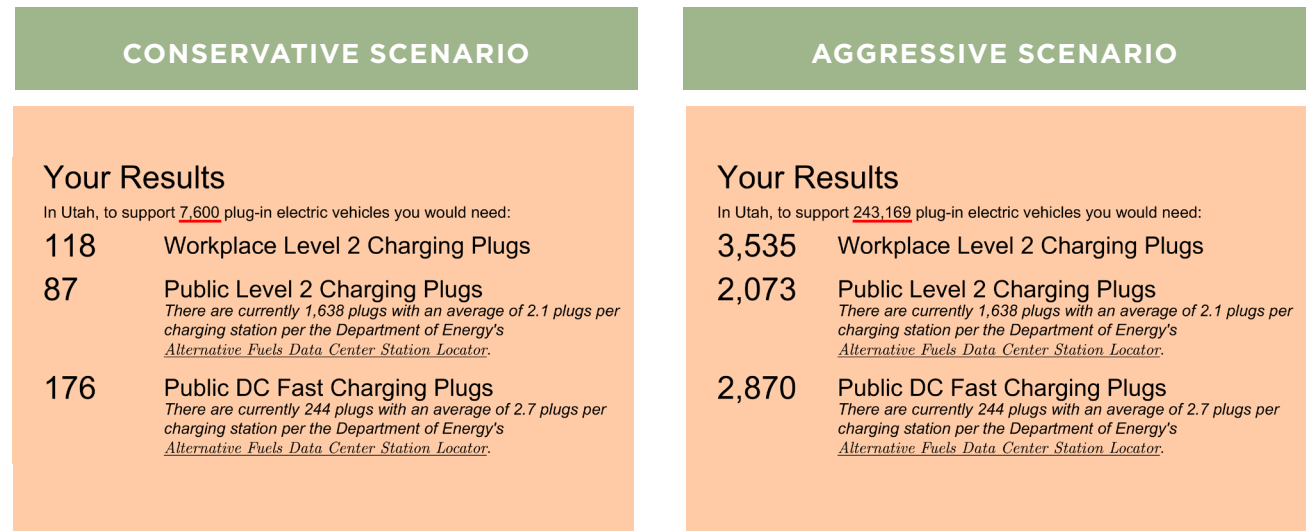 CONSERVATIVE SCENARIO
Your Results
In Utah, to support 7,600 plug-in electric vehicles you would need:
118 Workplace Level 2 Charging Plugs
87 Public Level 2 Charging Plugs
There are currently 1,638 plugs with an average of 2.1 plugs per
charging station per the Department of Energy's
Alternative Fuels Data Center Station Locator.
176 Public DC Fast Charging Plugs
There are currently 244 plugs with an average of 2.7 plugs per
charging station per the Department of Energy's
Alternative Fuels Data Center Station Locator.
AGGRESSIVE SCENARIO
Your Results
In Utah, to support 243,169 plug-in electric vehicles you would need:
3,535 Workplace Level 2 Charging Plugs
2,073 Public Level 2 Charging Plugs
There are currently 1,638 plugs with an average of 2.1 plugs per
charging station per the Department of Energy's
Alternative Fuels Data Center Station Locator.
2,870 Public DC Fast Charging Plugs
There are currently 244 plugs with an average of 2.7 plugs per
charging station per the Department of Energy's
Alternative Fuels Data Center Station Locator.